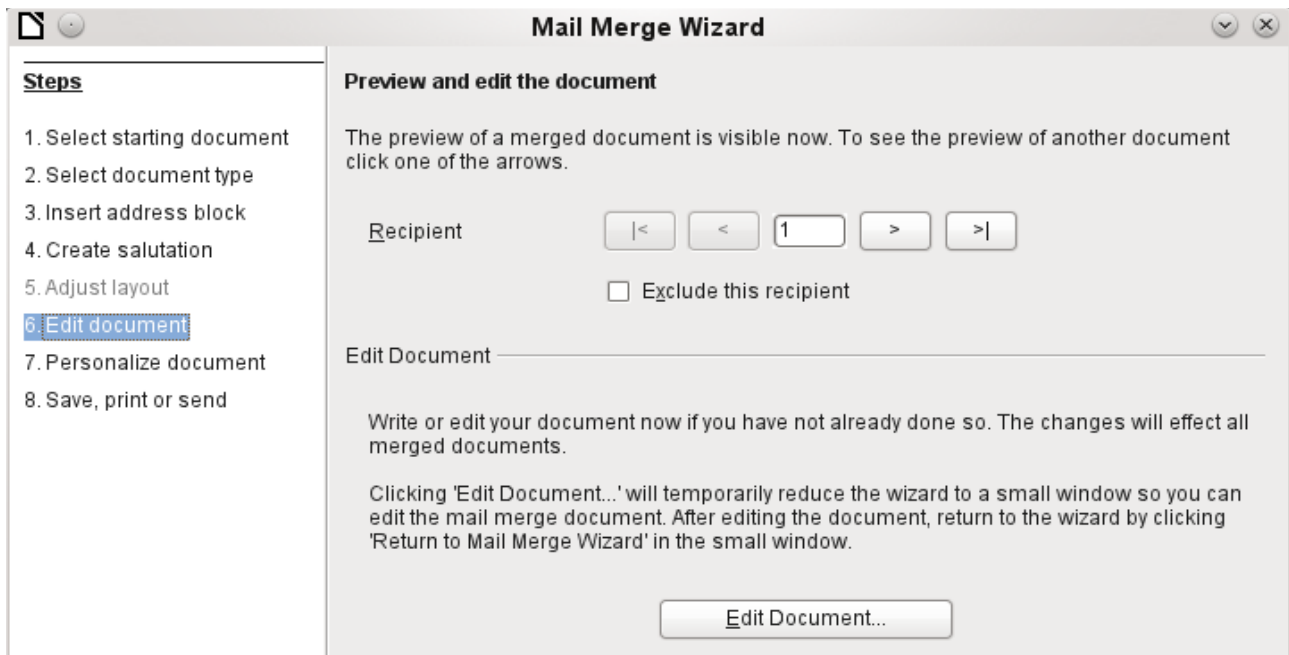 Mail Merge Wizard
Steps
1. Select starting document
2. Select document type
3. Insert address block
4. Create salutation
5. Adjust layout
6. Edit document
7. Personalize document
8. Save, print or send
Preview and edit the document
The preview of a merged document is visible now. To see the preview of another document
click one of the arrows.
Recipient |< < 1 > >|
Exclude this recipient
Edit Document
Write or edit your document now if you have not already done so. The changes will effect all
merged documents.
Clicking 'Edit Document...' will temporarily reduce the wizard to a small window so you can
edit the mail merge document. After editing the document, return to the wizard by clicking
'Return to Mail Merge Wizard' in the small window.
Edit Document...